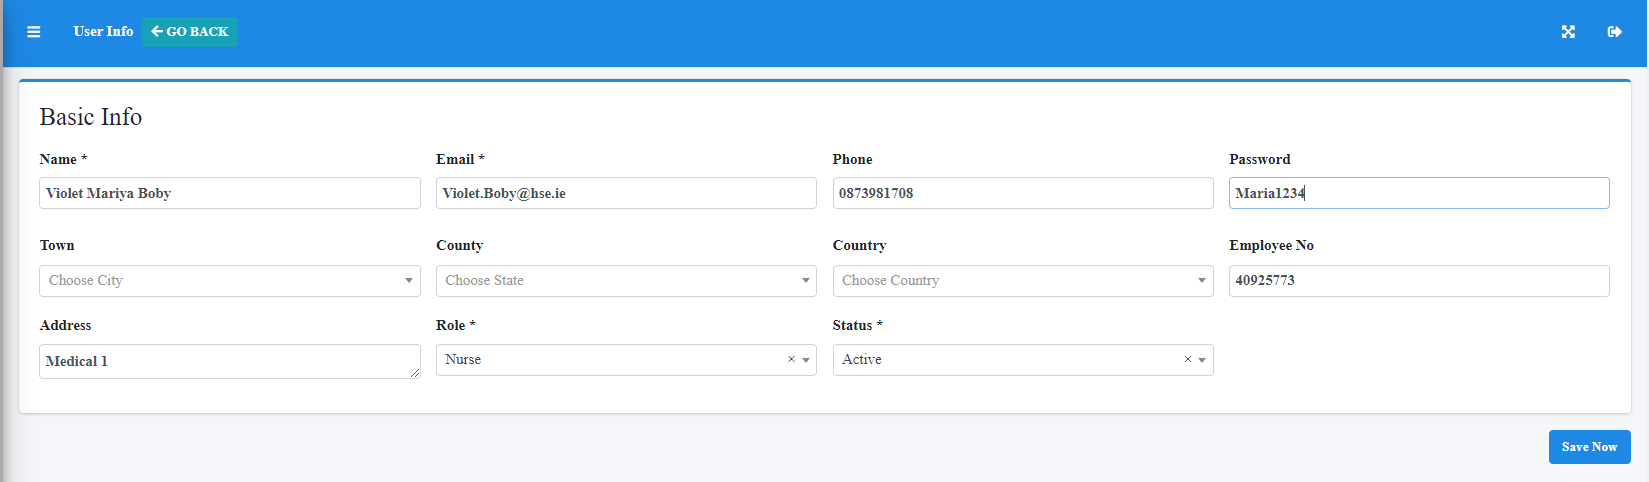 User Info GO BACK
Basic Info
Name * Email * Phone Password
Violet Mariya Boby Violet.Boby@hse.ie 0873981708 Maria1234
Town County Country Employee No
Choose City Choose State Choose Country 40925773
Address Role * Status *
Medical 1 Nurse × Active ×
Save Now